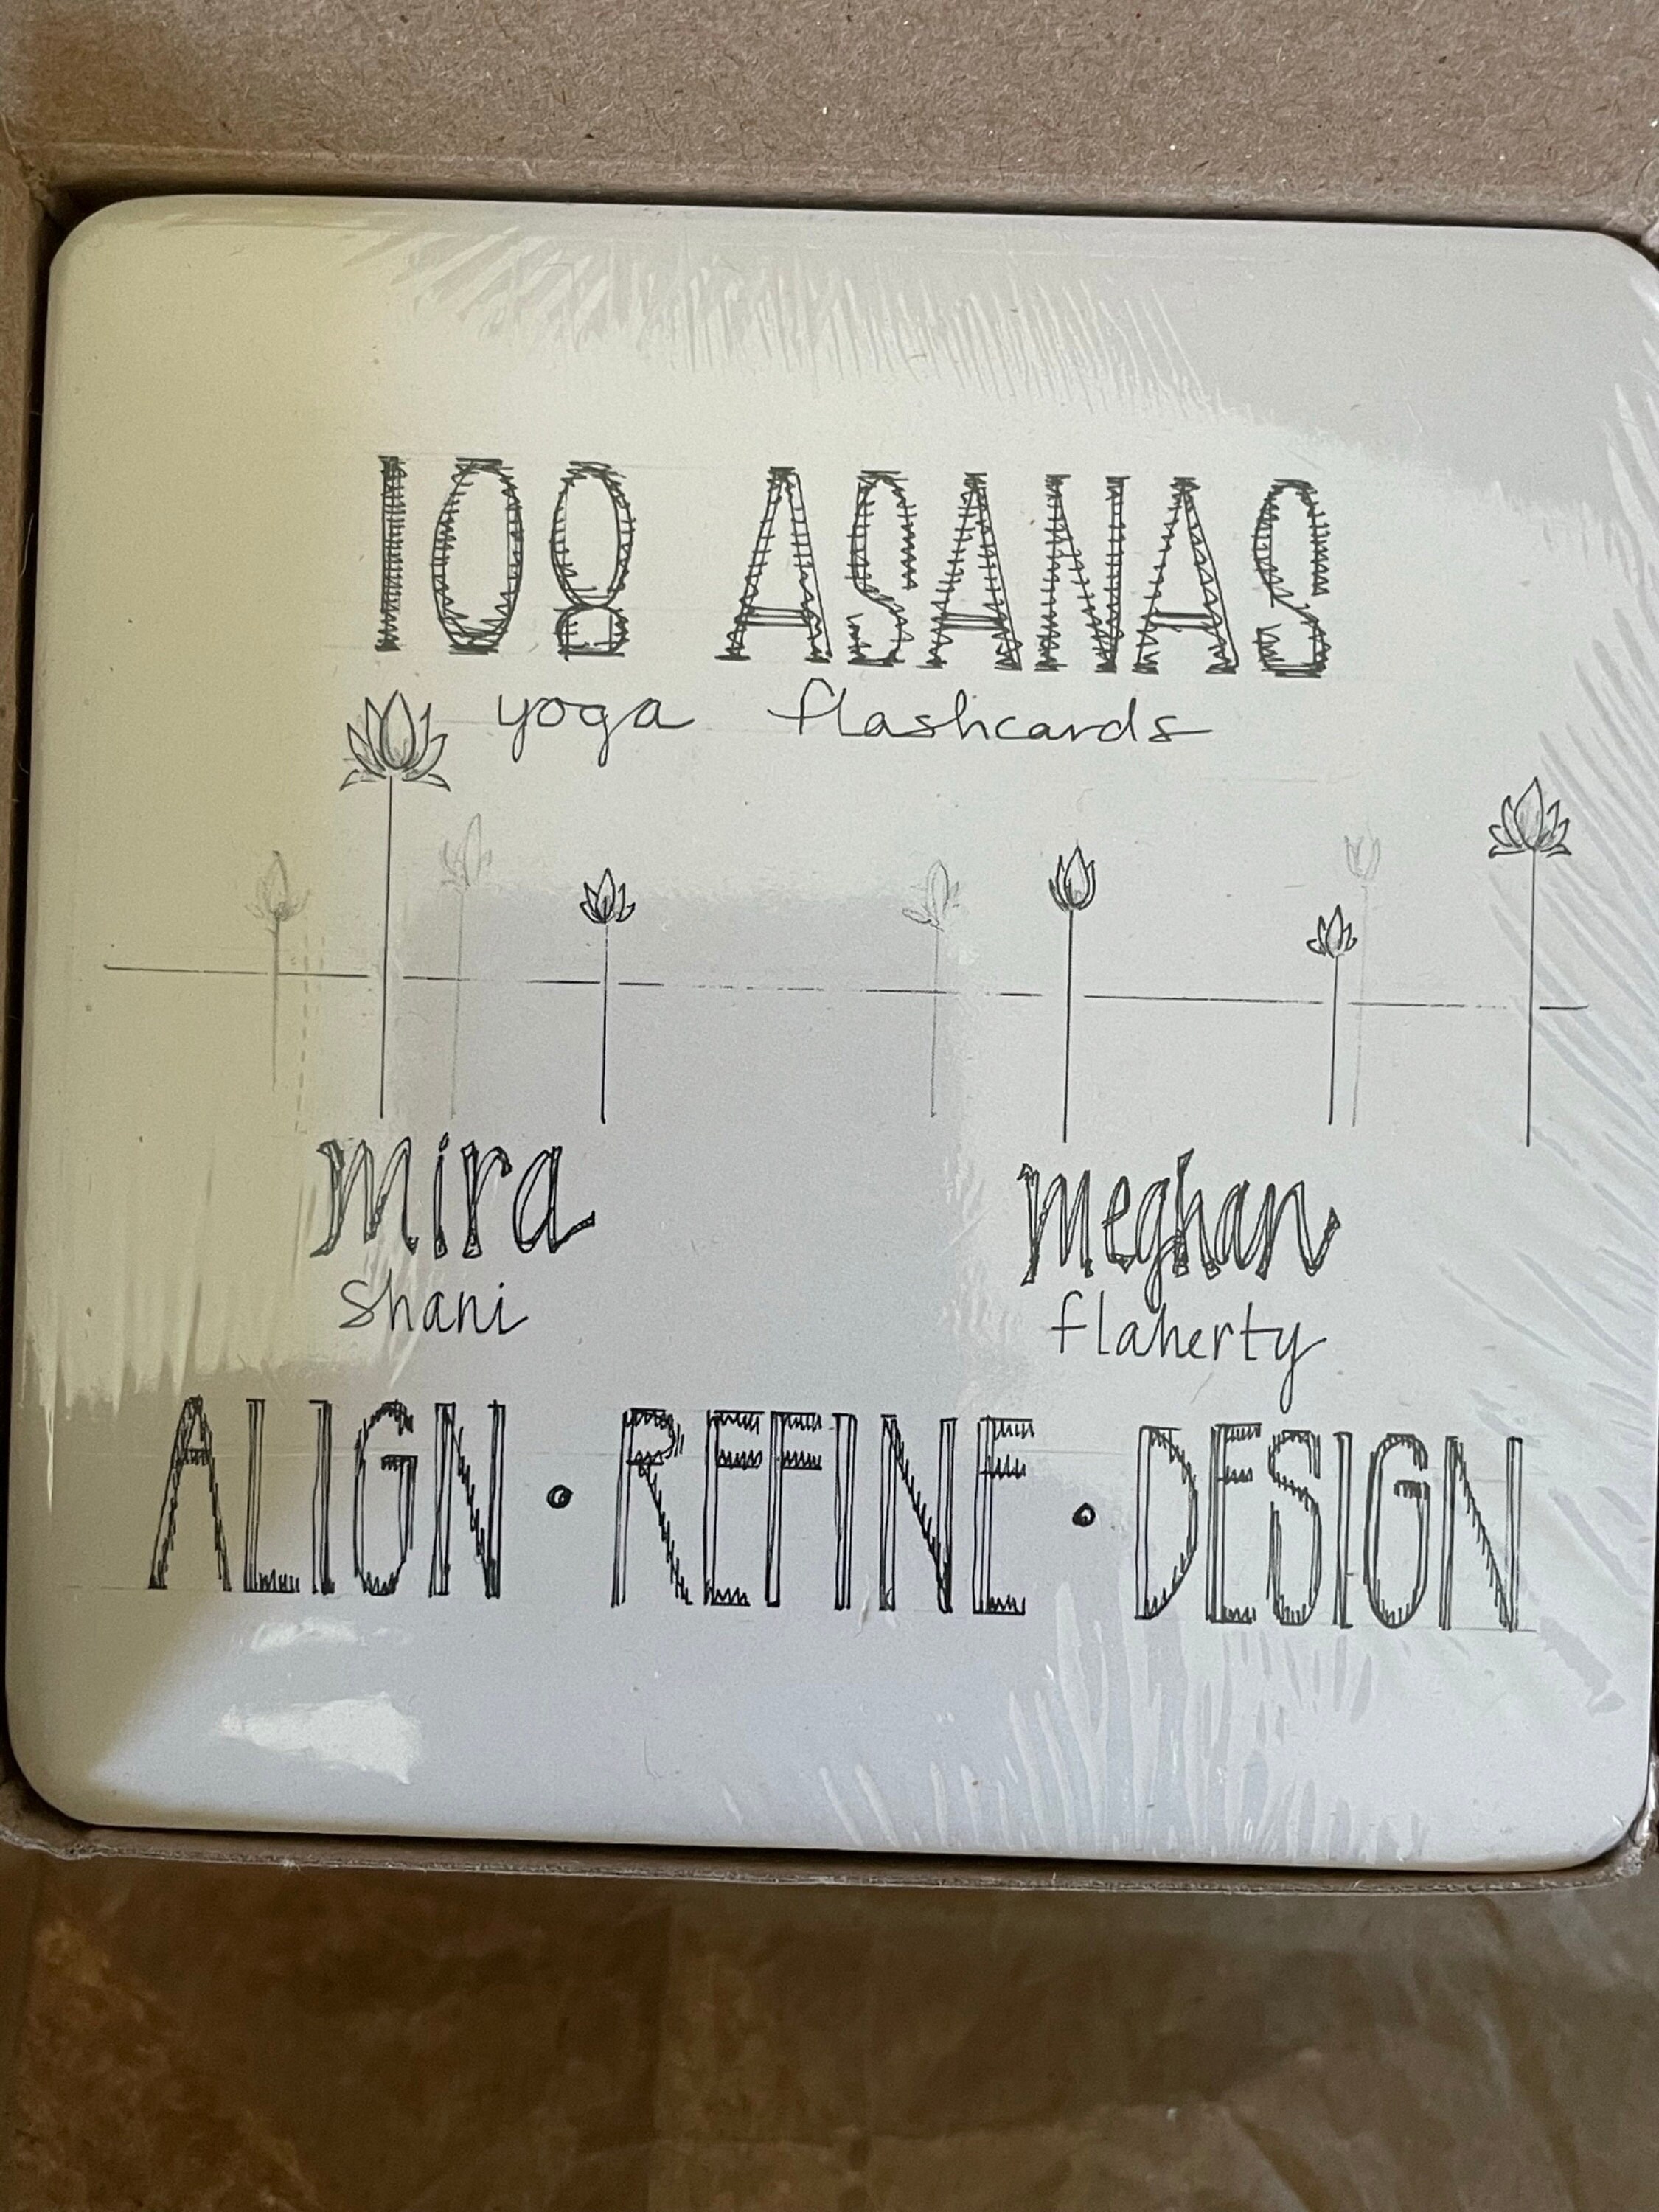 108 ASANAS
yoga flashcards
mira
shani
meghan
flaherty
ALIGN • REFINE • DESIGN